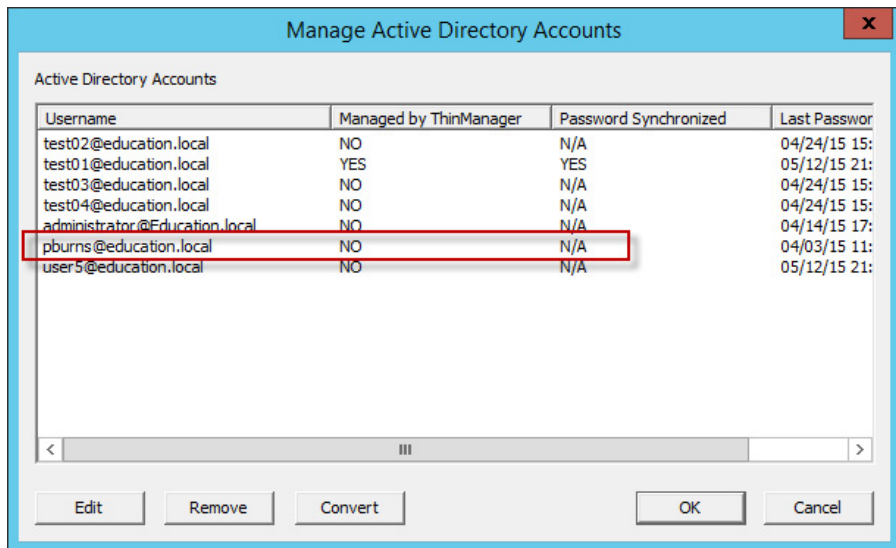 Manage Active Directory Accounts
x
Active Directory Accounts
Username Managed by ThinManager Password Synchronized Last Passwor
test02@education.local NO N/A 04/24/15 15:
test01@education.local YES YES 05/12/15 21:
test03@education.local NO N/A 04/24/15 15:
test04@education.local NO N/A 04/24/15 15:
administrator@Education.local NO N/A 04/14/15 17:
pburns@education.local NO N/A 04/03/15 11:
user5@education.local NO N/A 05/12/15 21:
Edit Remove Convert OK Cancel